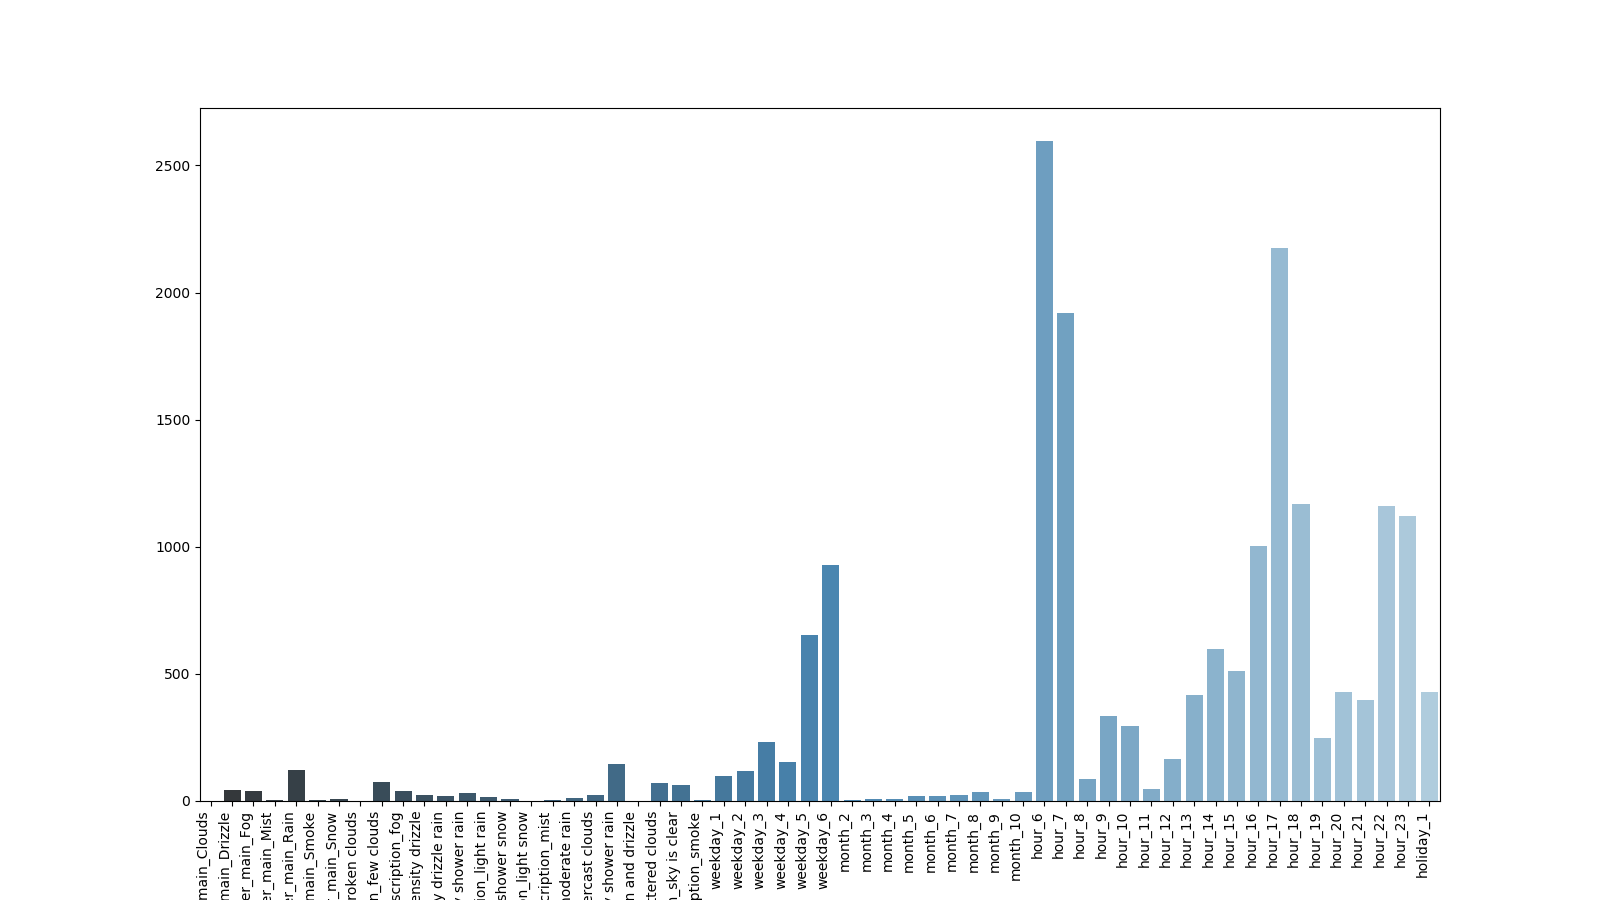 2500
2000
1500
1000
500
0
main_Clouds
main_Drizzle
er_main_Fog
er_main_Mist
er_main_Rain
main_Smoke
r_main_Snow
roken clouds
n_few clouds
scription_fog
ensity drizzle
y drizzle rain
y shower rain
ion_light rain
shower snow
on_light snow
cription_mist
moderate rain
ercast clouds
y shower rain
n and drizzle
ttered clouds
n_sky is clear
ption_smoke
weekday_1
weekday_2
weekday_3
weekday_4
weekday_5
weekday_6
month_2
month_3
month_4
month_5
month_6
month_7
month_8
month_9
month_10
hour_6
hour_7
hour_8
hour_9
hour_10
hour_11
hour_12
hour_13
hour_14
hour_15
hour_16
hour_17
hour_18
hour_19
hour_20
hour_21
hour_22
hour_23
holiday_1